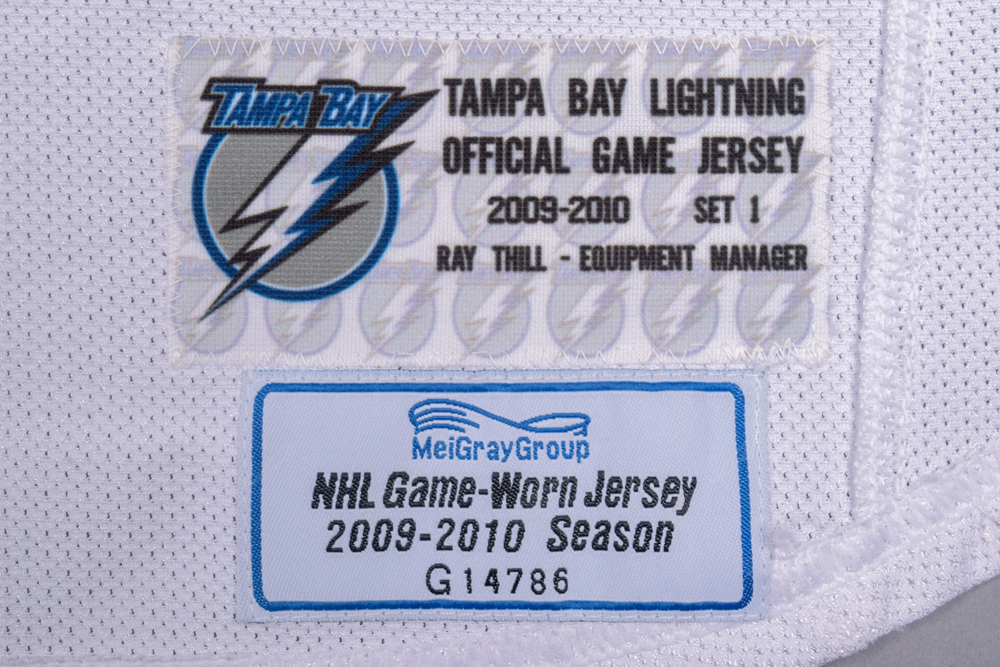 TAMPA BAY
TAMPA BAY LIGHTNING
OFFICIAL GAME JERSEY
2009-2010 SET 1
RAY THILL - EQUIPMENT MANAGER
MeiGrayGroup
NHL Game-Worn Jersey
2009-2010 Season
G14786